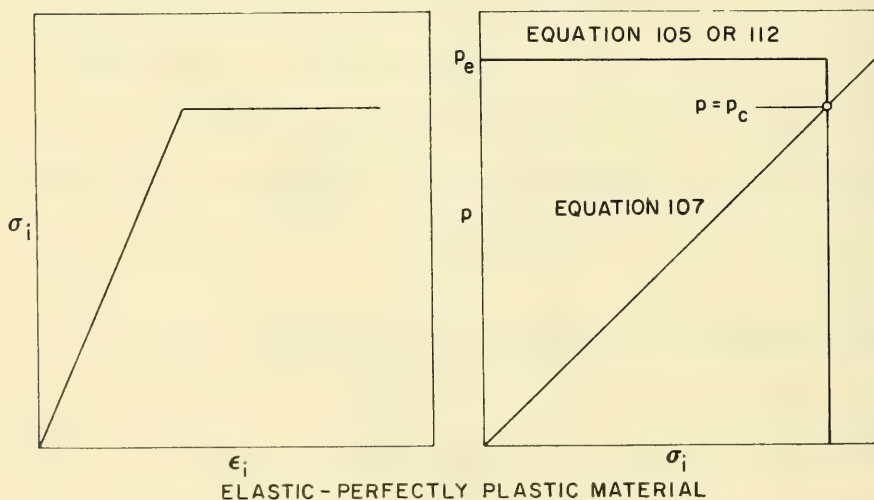 σi
εi
EQUATION 105 OR 112
pe
p = pc
EQUATION 107
p
σi
ELASTIC-PERFECTLY PLASTIC MATERIAL